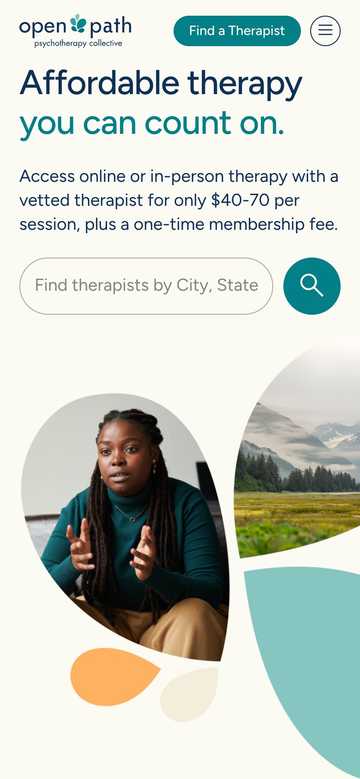 open path
psychotherapy collective
Find a Therapist
Affordable therapy
you can count on.
Access online or in-person therapy with a
vetted therapist for only $40-70 per
session, plus a one-time membership fee.
Find therapists by City, State